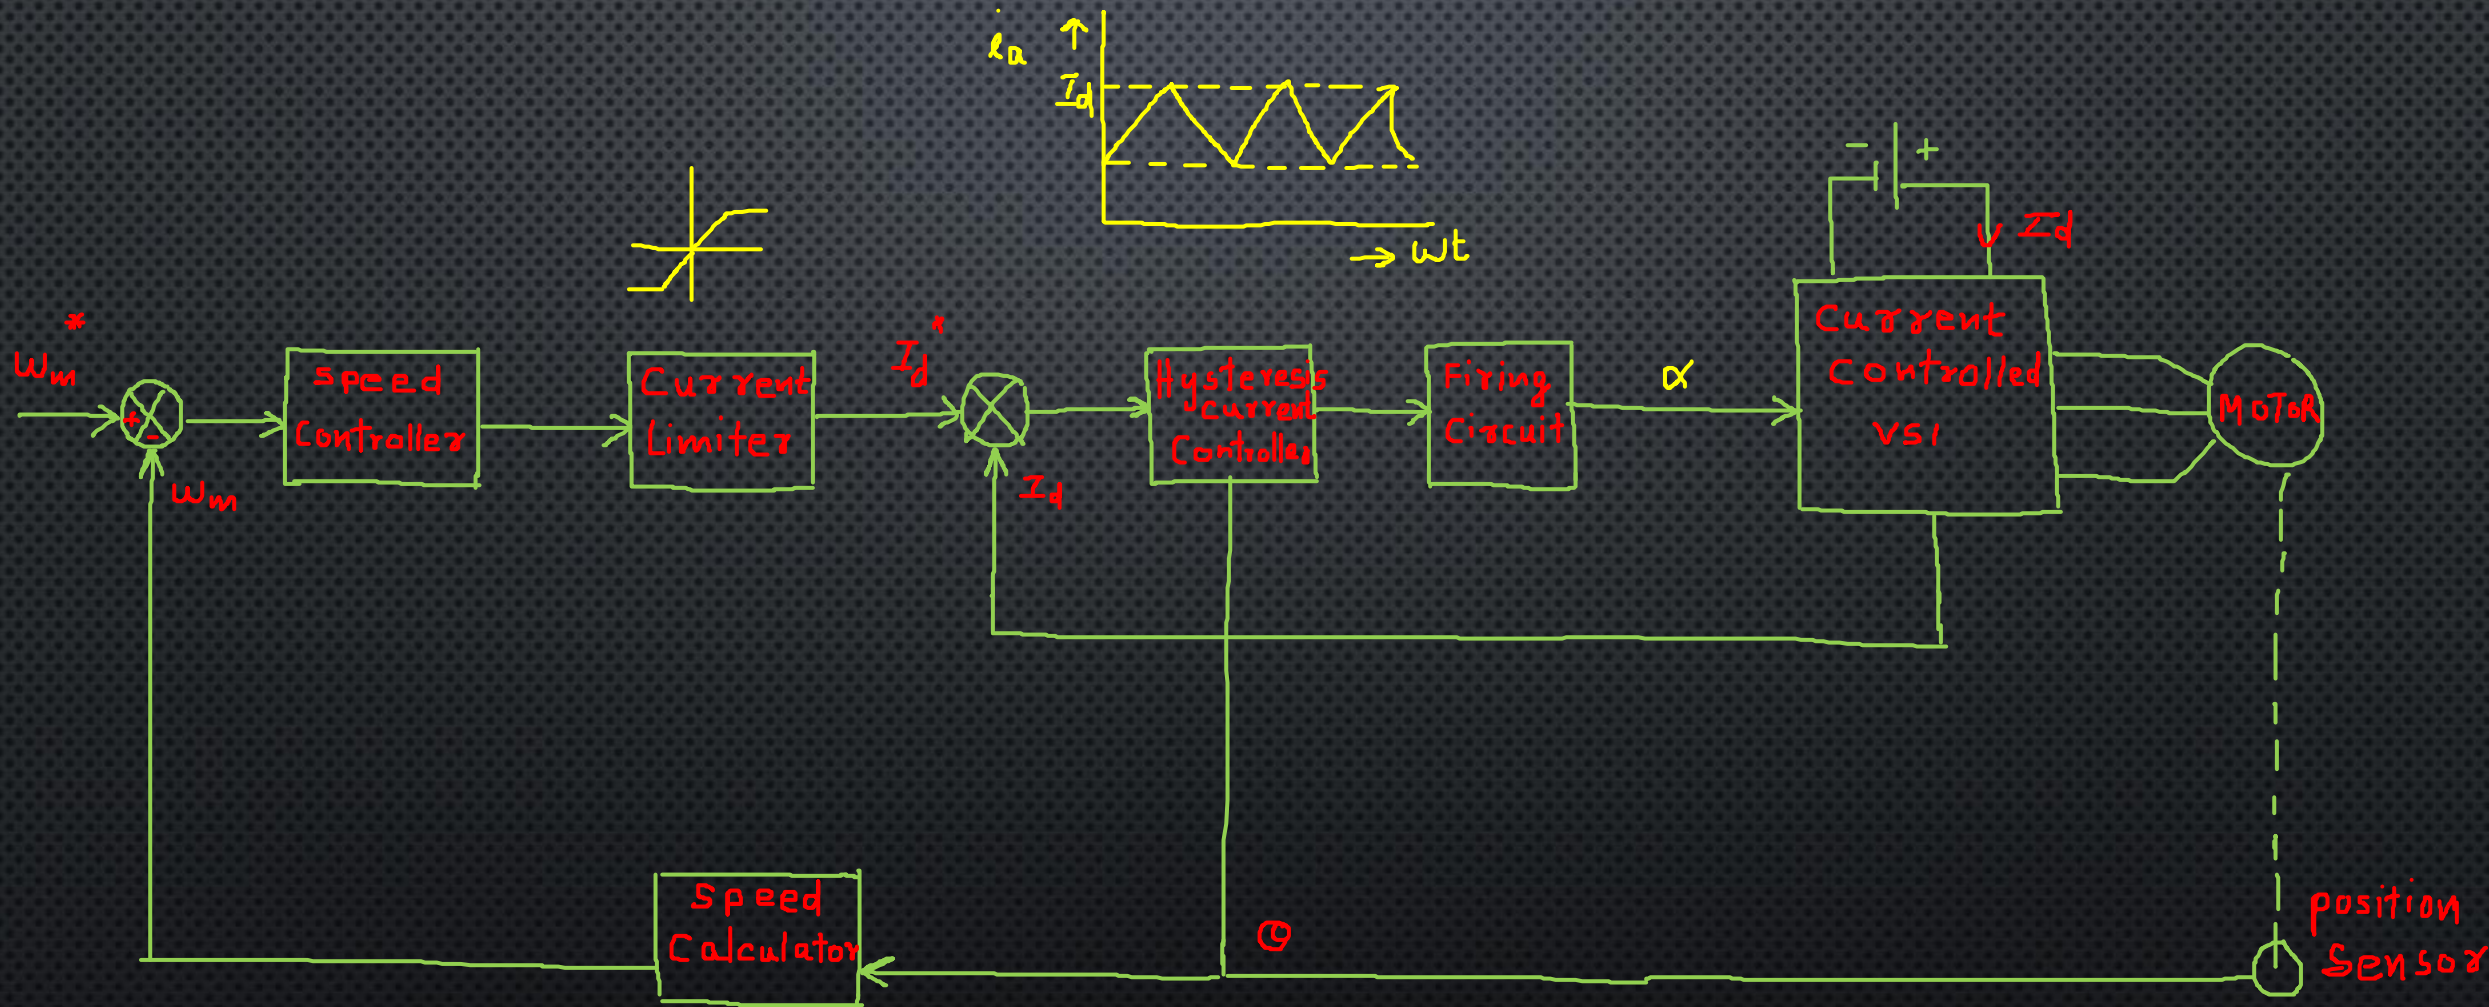 ia
Id
ωt
- +
Id
ωm*
+
-
ωm
Speed
Controller
Current
Limiter
Id*
Id
Hysteresis
Current
Controller
Firing
Circuit
α
Current
Controlled
VSI
MOTOR
Speed
Calculator
Position
Sensor